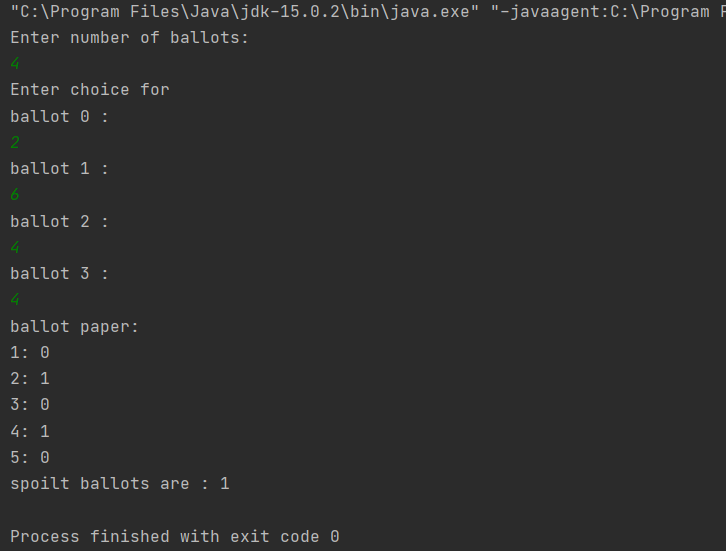 "C:\Program Files\Java\jdk-15.0.2\bin\java.exe" "-javaagent:C:\Program F
Enter number of ballots:
4
Enter choice for
ballot 0 :
2
ballot 1 :
6
ballot 2 :
4
ballot 3 :
4
ballot paper:
1: 0
2: 1
3: 0
4: 1
5: 0
spoilt ballots are : 1
Process finished with exit code 0